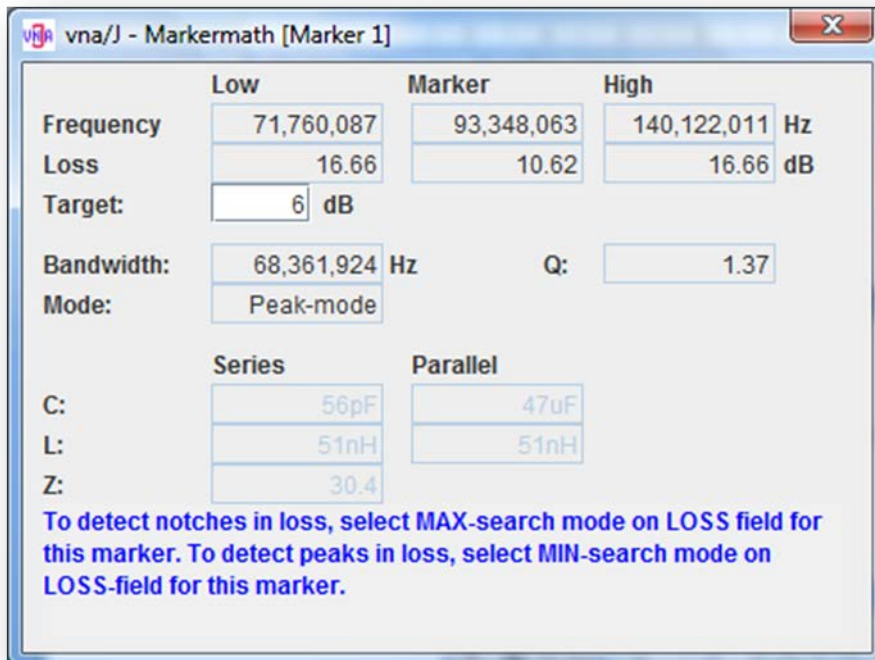 vna/J - Markermath [Marker 1]
Low Marker High
Frequency 71,760,087 93,348,063 140,122,011 Hz
Loss 16.66 10.62 16.66 dB
Target: 6 dB
Bandwidth: 68,361,924 Hz Q: 1.37
Mode: Peak-mode
Series Parallel
C: 56pF 47uF
L: 51nH 51nH
Z: 30.4
To detect notches in loss, select MAX-search mode on LOSS field for
this marker. To detect peaks in loss, select MIN-search mode on
LOSS-field for this marker.